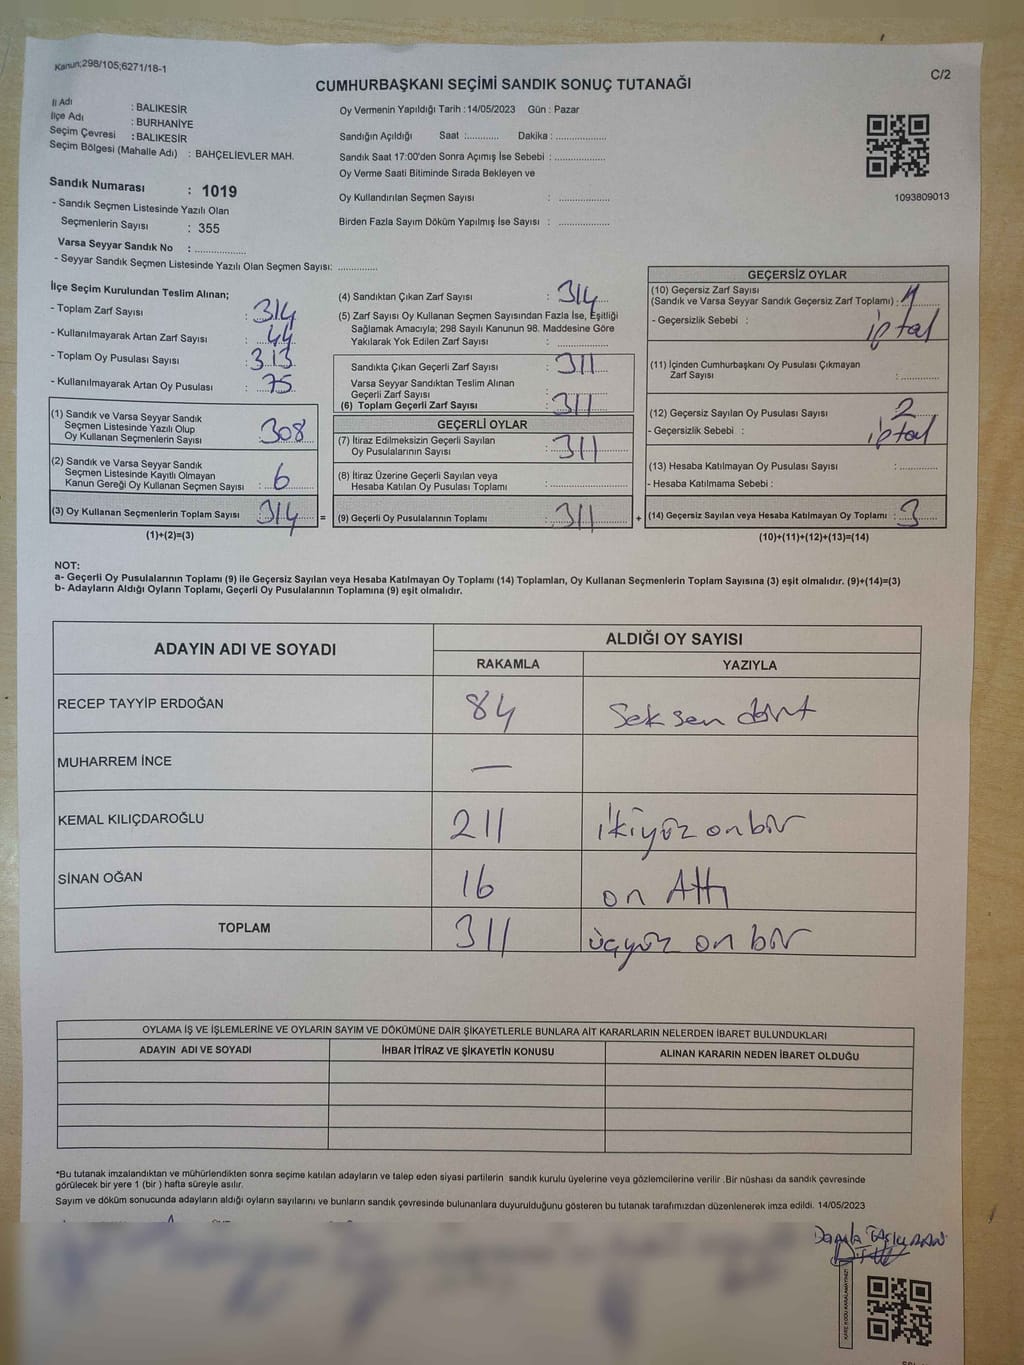 Kanun;298/105;6271/18-1
C/2
CUMHURBAŞKANI SEÇİMİ SANDIK SONUÇ TUTANAĞI
İl Adı : BALIKESİR
İlçe Adı : BURHANİYE
Seçim Çevresi : BALIKESİR
Seçim Bölgesi (Mahalle Adı) : BAHÇELİEVLER MAH.
Sandık Numarası : 1019
- Sandık Seçmen Listesinde Yazılı Olan
Seçmenlerin Sayısı : 355
Varsa Seyyar Sandık No : ................
- Seyyar Sandık Seçmen Listesinde Yazılı Olan Seçmen Sayısı: ............
Oy Vermenin Yapıldığı Tarih : 14/05/2023 Gün : Pazar
Sandığın Açıldığı Saat :........... Dakika : .................
Sandık Saat 17:00'den Sonra Açımış İse Sebebi : .................
Oy Verme Saati Bitiminde Sırada Bekleyen ve
Oy Kullandırılan Seçmen Sayısı : .................
Birden Fazla Sayım Döküm Yapılmış İse Sayısı : .................
1093809013
İlçe Seçim Kurulundan Teslim Alınan;
- Toplam Zarf Sayısı : 314
- Kullanılmayarak Artan Zarf Sayısı : 44
- Toplam Oy Pusulası Sayısı : 313
- Kullanılmayarak Artan Oy Pusulası : 75
(1) Sandık ve Varsa Seyyar Sandık
Seçmen Listesinde Yazılı Olup
Oy Kullanan Seçmenlerin Sayısı 308
(2) Sandık ve Varsa Seyyar Sandık
Seçmen Listesinde Kayıtlı Olmayan
Kanun Gereği Oy Kullanan Seçmen Sayısı : 6
(3) Oy Kullanan Seçmenlerin Toplam Sayısı 314 =
(1)+(2)=(3)
(4) Sandıktan Çıkan Zarf Sayısı : 314
(5) Zarf Sayısı Oy Kullanan Seçmen Sayısından Fazla İse, Eşitliği
Sağlamak Amacıyla; 298 Sayılı Kanunun 98. Maddesine Göre
Yakılarak Yok Edilen Zarf Sayısı : .................
Sandıkta Çıkan Geçerli Zarf Sayısı : 311
Varsa Seyyar Sandıktan Teslim Alınan
Geçerli Zarf Sayısı :
(6) Toplam Geçerli Zarf Sayısı : 311
GEÇERLİ OYLAR
(7) İtiraz Edilmeksizin Geçerli Sayılan
Oy Pusulalarının Sayısı : 311
(8) İtiraz Üzerine Geçerli Sayılan veya
Hesaba Katılan Oy Pusulası Toplamı : .................
(9) Geçerli Oy Pusulalarının Toplamı : 311 +
GEÇERSİZ OYLAR
(10) Geçersiz Zarf Sayısı
(Sandık ve Varsa Seyyar Sandık Geçersiz Zarf Toplamı) : 1
- Geçersizlik Sebebi : iptal
(11) İçinden Cumhurbaşkanı Oy Pusulası Çıkmayan
Zarf Sayısı : ............
(12) Geçersiz Sayılan Oy Pusulası Sayısı : 2
- Geçersizlik Sebebi : iptal
(13) Hesaba Katılmayan Oy Pusulası Sayısı : ............
- Hesaba Katılmama Sebebi :
(14) Geçersiz Sayılan veya Hesaba Katılmayan Oy Toplamı : 3
(10)+(11)+(12)+(13)=(14)
NOT:
a- Geçerli Oy Pusulalarının Toplamı (9) ile Geçersiz Sayılan veya Hesaba Katılmayan Oy Toplamı (14) Toplamları, Oy Kullanan Seçmenlerin Toplam Sayısına (3) eşit olmalıdır. (9)+(14)=(3)
b- Adayların Aldığı Oyların Toplamı, Geçerli Oy Pusulalarının Toplamına (9) eşit olmalıdır.
ADAYIN ADI VE SOYADI
ALDIĞI OY SAYISI
RAKAMLA YAZIYLA
RECEP TAYYİP ERDOĞAN 84 Seksen dört
MUHARREM İNCE —
KEMAL KILIÇDAROĞLU 211 ikiyüz onbir
SİNAN OĞAN 16 on Altı
TOPLAM 311 üçyüz on bir
OYLAMA İŞ VE İŞLEMLERİNE VE OYLARIN SAYIM VE DÖKÜMÜNE DAİR ŞİKAYETLERLE BUNLARA AİT KARARLARIN NELERDEN İBARET BULUNDUKLARI
ADAYIN ADI VE SOYADI İHBAR İTİRAZ VE ŞİKAYETİN KONUSU ALINAN KARARIN NEDEN İBARET OLDUĞU
*Bu tutanak imzalandıktan ve mühürlendikten sonra seçime katılan adayların ve talep eden siyasi partilerin sandık kurulu üyelerine veya gözlemcilerine verilir .Bir nüshası da sandık çevresinde
görülecek bir yere 1 (bir ) hafta süreyle asılır.
Sayım ve döküm sonucunda adayların aldığı oyların sayılarını ve bunların sandık çevresinde bulunanlara duyurulduğunu gösteren bu tutanak tarafımızdan düzenlenerek imza edildi. 14/05/2023
Damla
KARE KODU KARALAMAYINIZ!